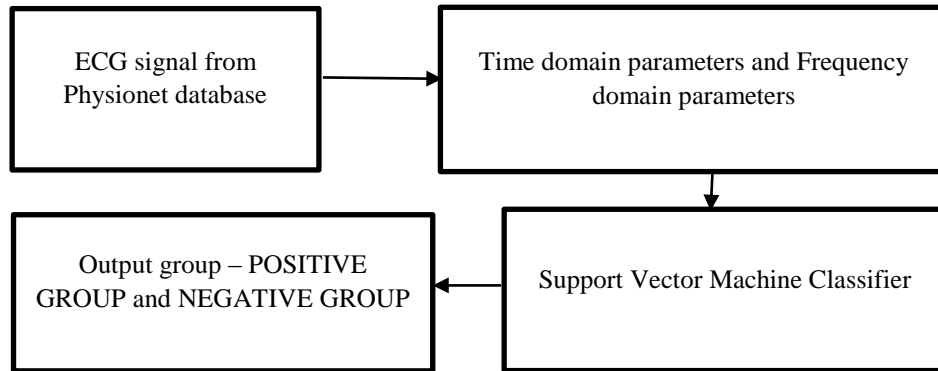 ECG signal from
Physionet database
Time domain parameters and Frequency
domain parameters
Support Vector Machine Classifier
Output group – POSITIVE
GROUP and NEGATIVE GROUP